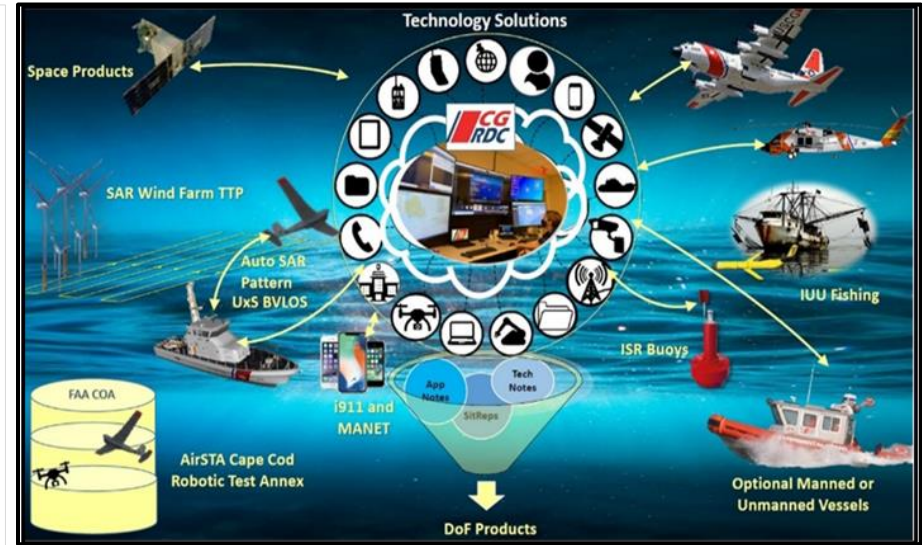 Technology Solutions
Space Products
CG
RDC
SAR Wind Farm TTP
Auto SAR
Pattern
UxS BVLOS
IUU Fishing
ISR Buoys
i911 and
MANET
App
Notes
Tech
Notes
SitReps
FAA COA
AirSTA Cape Cod
Robotic Test Annex
Optional Manned or
Unmanned Vessels
DoF Products